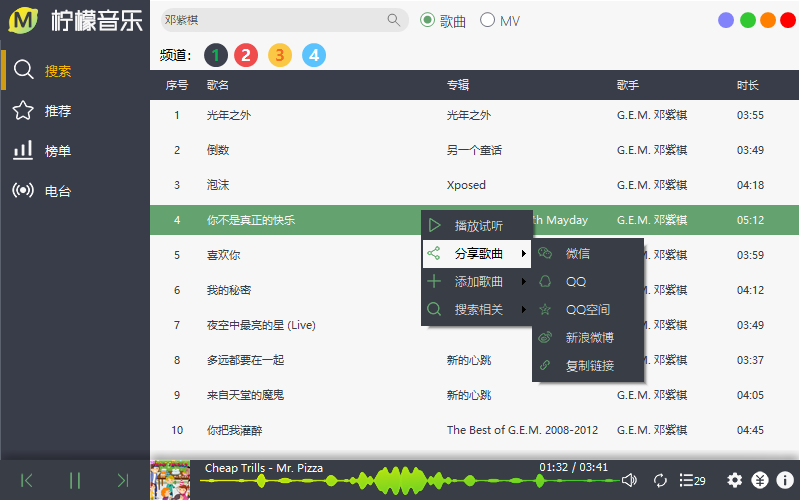 M 柠檬音乐
邓紫棋 歌曲 MV
频道： 1 2 3 4
搜索
推荐
榜单
电台
序号 歌名 专辑 歌手 时长
1 光年之外 光年之外 G.E.M. 邓紫棋 03:55
2 倒数 另一个童话 G.E.M. 邓紫棋 03:49
3 泡沫 Xposed G.E.M. 邓紫棋 04:18
4 你不是真正的快乐 Mayday G.E.M. 邓紫棋 05:12
5 喜欢你 邓紫棋 03:59
6 我的秘密 邓紫棋 04:12
7 夜空中最亮的星 (Live) 邓紫棋 03:49
8 多远都要在一起 新的心跳 邓紫棋 03:37
9 来自天堂的魔鬼 新的心跳 G.E.M. 邓紫棋 04:05
10 你把我灌醉 The Best of G.E.M. 2008-2012 G.E.M. 邓紫棋 04:45
播放试听
分享歌曲
添加歌曲
搜索相关
微信
QQ
QQ空间
新浪微博
复制链接
Cheap Trills - Mr. Pizza 01:32 / 03:41
29